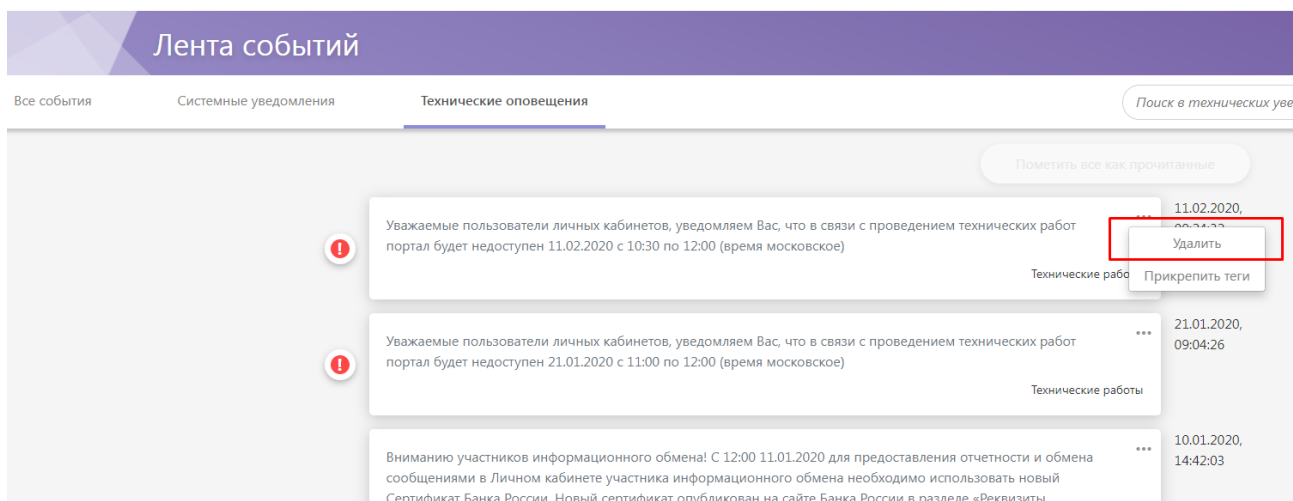 Лента событий
Все события
Системные уведомления
Технические оповещения
Поиск в технических уве
Пометить все как прочитанные
Уважаемые пользователи личных кабинетов, уведомляем Вас, что в связи с проведением технических работ
портал будет недоступен 11.02.2020 с 10:30 по 12:00 (время московское)
Технические рабо
11.02.2020,
Удалить
Прикрепить теги
Уважаемые пользователи личных кабинетов, уведомляем Вас, что в связи с проведением технических работ
портал будет недоступен 21.01.2020 с 11:00 по 12:00 (время московское)
Технические работы
21.01.2020,
09:04:26
Вниманию участников информационного обмена! С 12:00 11.01.2020 для предоставления отчетности и обмена
сообщениями в Личном кабинете участника информационного обмена необходимо использовать новый
Сертификат Банка России. Новый сертификат опубликован на сайте Банка России в разделе «Реквизиты
10.01.2020,
14:42:03